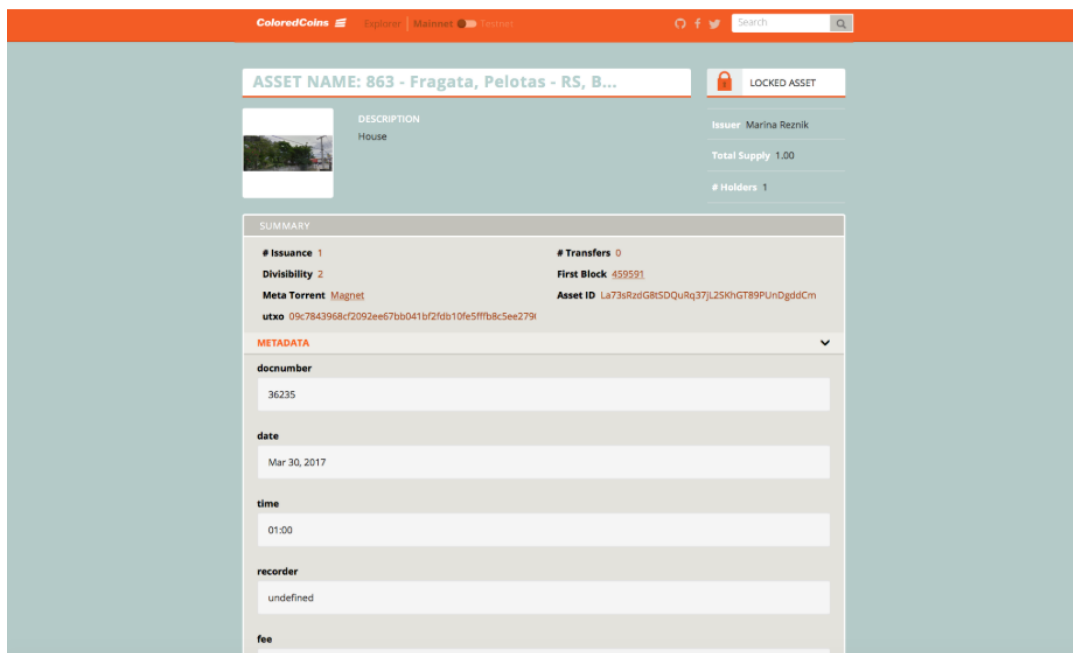 ColoredCoins Explorer Mainnet Testnet Search
ASSET NAME: 863 - Fragata, Pelotas - RS, B...
LOCKED ASSET
DESCRIPTION
House
Issuer Marina Reznik
Total Supply 1.00
# Holders 1
SUMMARY
# Issuance 1
# Transfers 0
Divisibility 2
First Block 459591
Meta Torrent Magnet
Asset ID
utxo
METADATA
docnumber
36235
date
Mar 30, 2017
time
01:00
recorder
undefined
fee